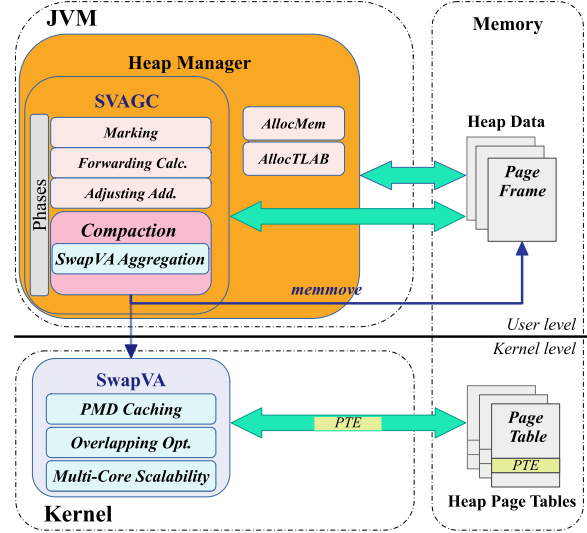 JVM
Memory
Heap Manager
SVAGC
Phases
Marking
Forwarding Calc.
Adjusting Add.
Compaction
SwapVA Aggregation
AllocMem
AllocTLAB
Heap Data
Page
Frame
memmove
User level
Kernel level
SwapVA
PMD Caching
Overlapping Opt.
Multi-Core Scalability
PTE
Page
Table
PTE
Heap Page Tables
Kernel